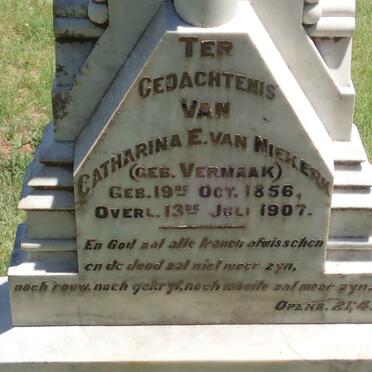 TER
GEDACHTENIS
VAN
CATHARINA E. VAN NIEKERK
(GEB. VERMAAK)
GEB. 19DE OCT. 1856,
OVERL. 13DE JULI 1907.
En God zal alle tranen afwisschen
en de dood zal niet meer zyn,
noch rouw, noch gekryt, noch moeite zal meer zyn.
OPENB. 21,4.